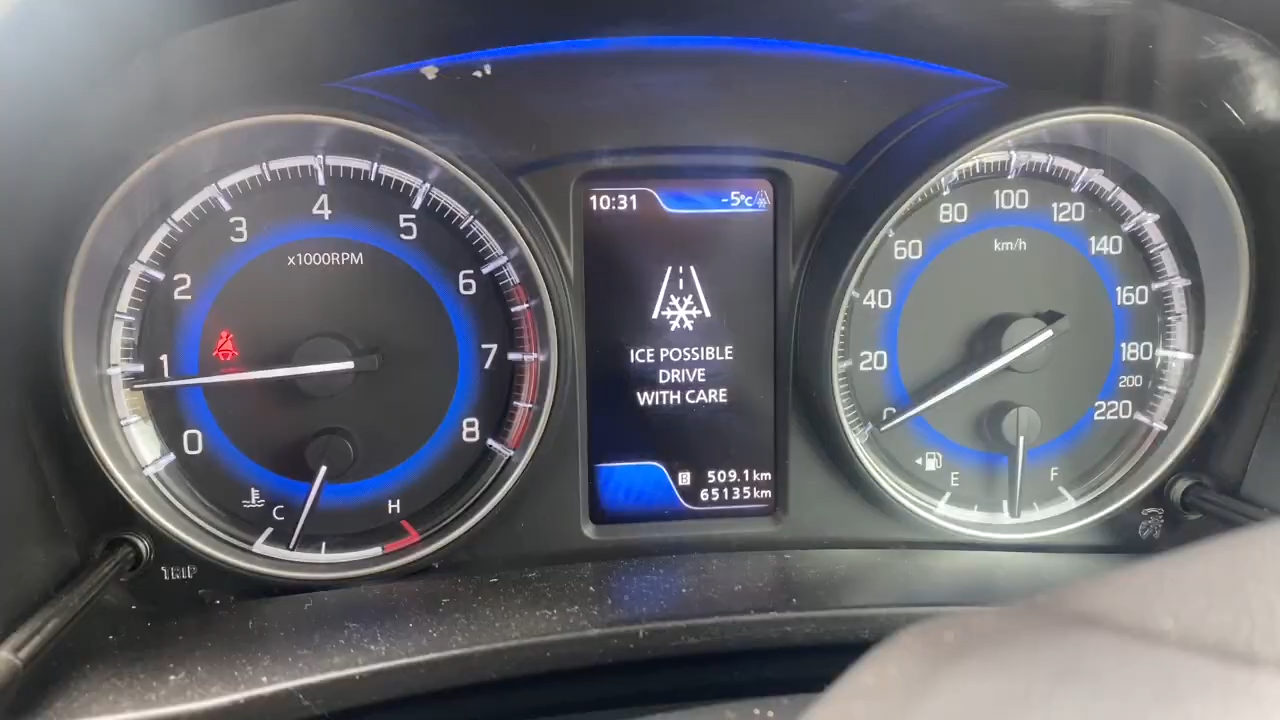 0
1
2
3
4
5
6
7
8
x1000RPM
C
H
TRIP
10:31
-5°C
ICE POSSIBLE
DRIVE
WITH CARE
B 509.1 km
65135 km
0
20
40
60
80
100
120
140
160
180
200
220
km/h
E
F